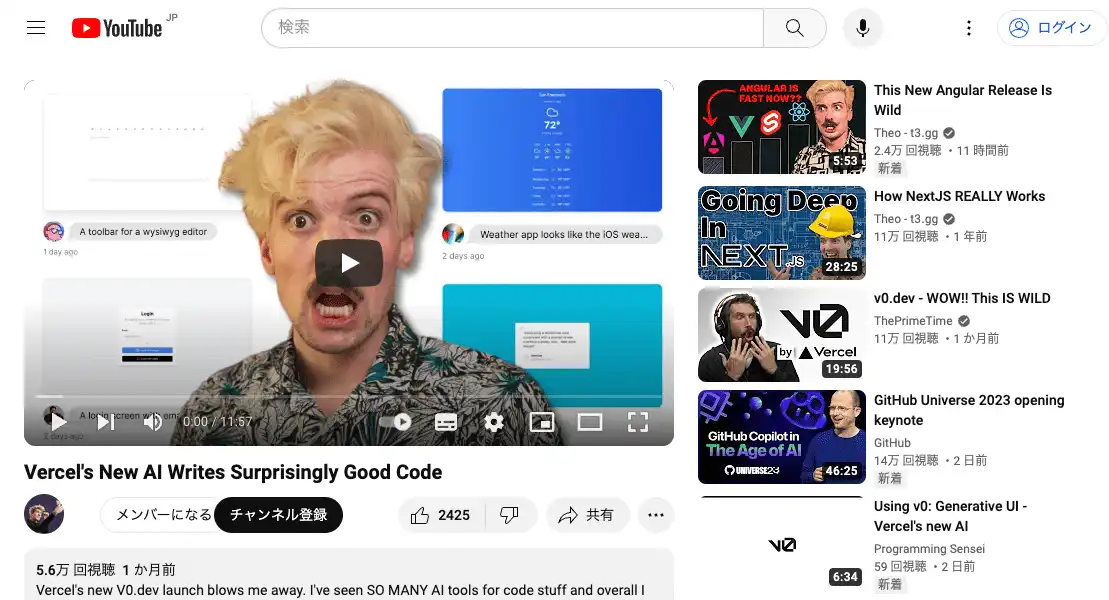 YouTube JP
検索
ログイン
A toolbar for a wysiwyg editor
1 day ago
San Francisco
72°
Weather app looks like the iOS wea...
2 days ago
Login
A login screen with ema
2 days ago
0:00 / 11:57
Vercel's New AI Writes Surprisingly Good Code
メンバーになる
チャンネル登録
2425
共有
5.6万 回視聴 1 か月前
Vercel's new V0.dev launch blows me away. I've seen SO MANY AI tools for code stuff and overall I
ANGULAR IS
FAST NOW??
5:53
This New Angular Release Is
Wild
Theo - t3.gg
2.4万 回視聴 ・11 時間前
新着
Going Deep
In
NEXT.JS
28:25
How NextJS REALLY Works
Theo - t3.gg
11万 回視聴 ・1 年前
v0
by Vercel
19:56
v0.dev - WOW!! This IS WILD
ThePrimeTime
11万 回視聴 ・1 か月前
GitHub Copilot in
The Age of AI
UNIVERSE23
46:25
GitHub Universe 2023 opening
keynote
GitHub
14万 回視聴 ・2 日前
新着
v0
6:34
Using v0: Generative UI -
Vercel's new AI
Programming Sensei
59 回視聴 ・2 日前
新着